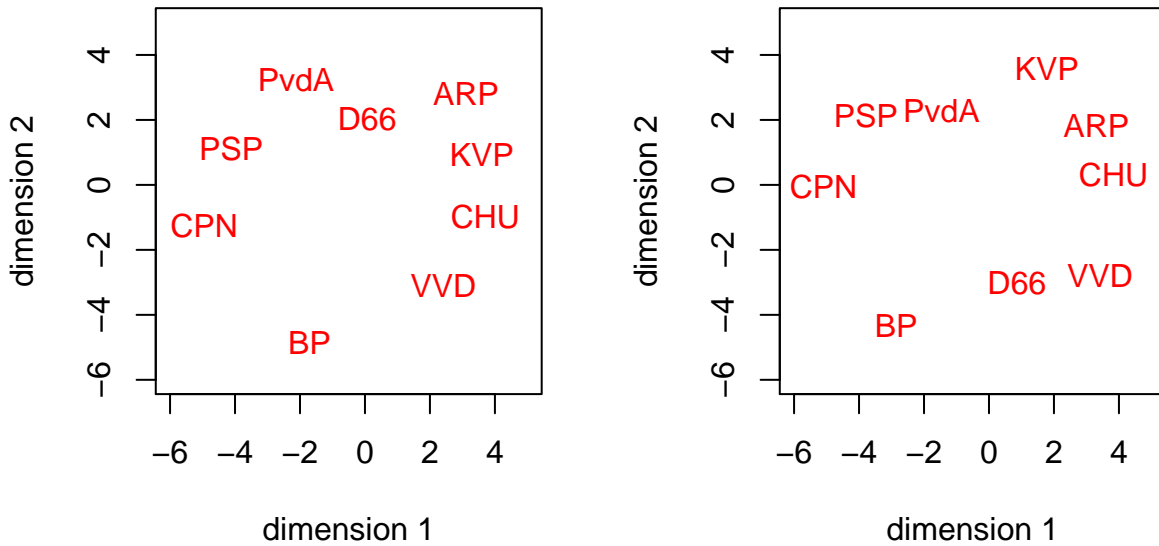 dimension 2
4
2
0
−2
−4
−6
PvdA
ARP
D66
PSP
KVP
CPN
CHU
VVD
BP
−6 −4 −2 0 2 4
dimension 1
dimension 2
4
2
0
−2
−4
−6
KVP
PSP
PvdA
ARP
CHU
CPN
VVD
D66
BP
−6 −4 −2 0 2 4
dimension 1